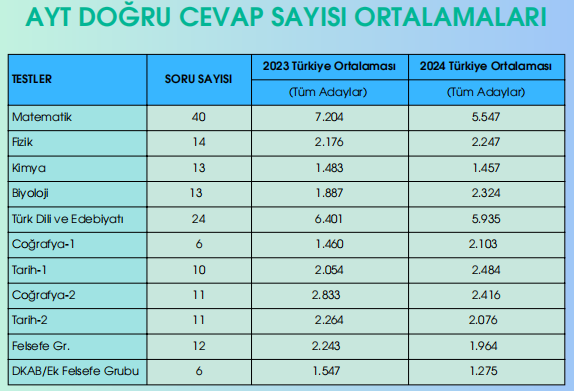 AYT DOĞRU CEVAP SAYISI ORTALAMALARI
TESTLER SORU SAYISI 2023 Türkiye Ortalaması 2024 Türkiye Ortalaması
(Tüm Adaylar) (Tüm Adaylar)
Matematik 40 7.204 5.547
Fizik 14 2.176 2.247
Kimya 13 1.483 1.457
Biyoloji 13 1.887 2.324
Türk Dili ve Edebiyatı 24 6.401 5.935
Coğrafya-1 6 1.460 2.103
Tarih-1 10 2.054 2.484
Coğrafya-2 11 2.833 2.416
Tarih-2 11 2.264 2.076
Felsefe Gr. 12 2.243 1.964
DKAB/Ek Felsefe Grubu 6 1.547 1.275